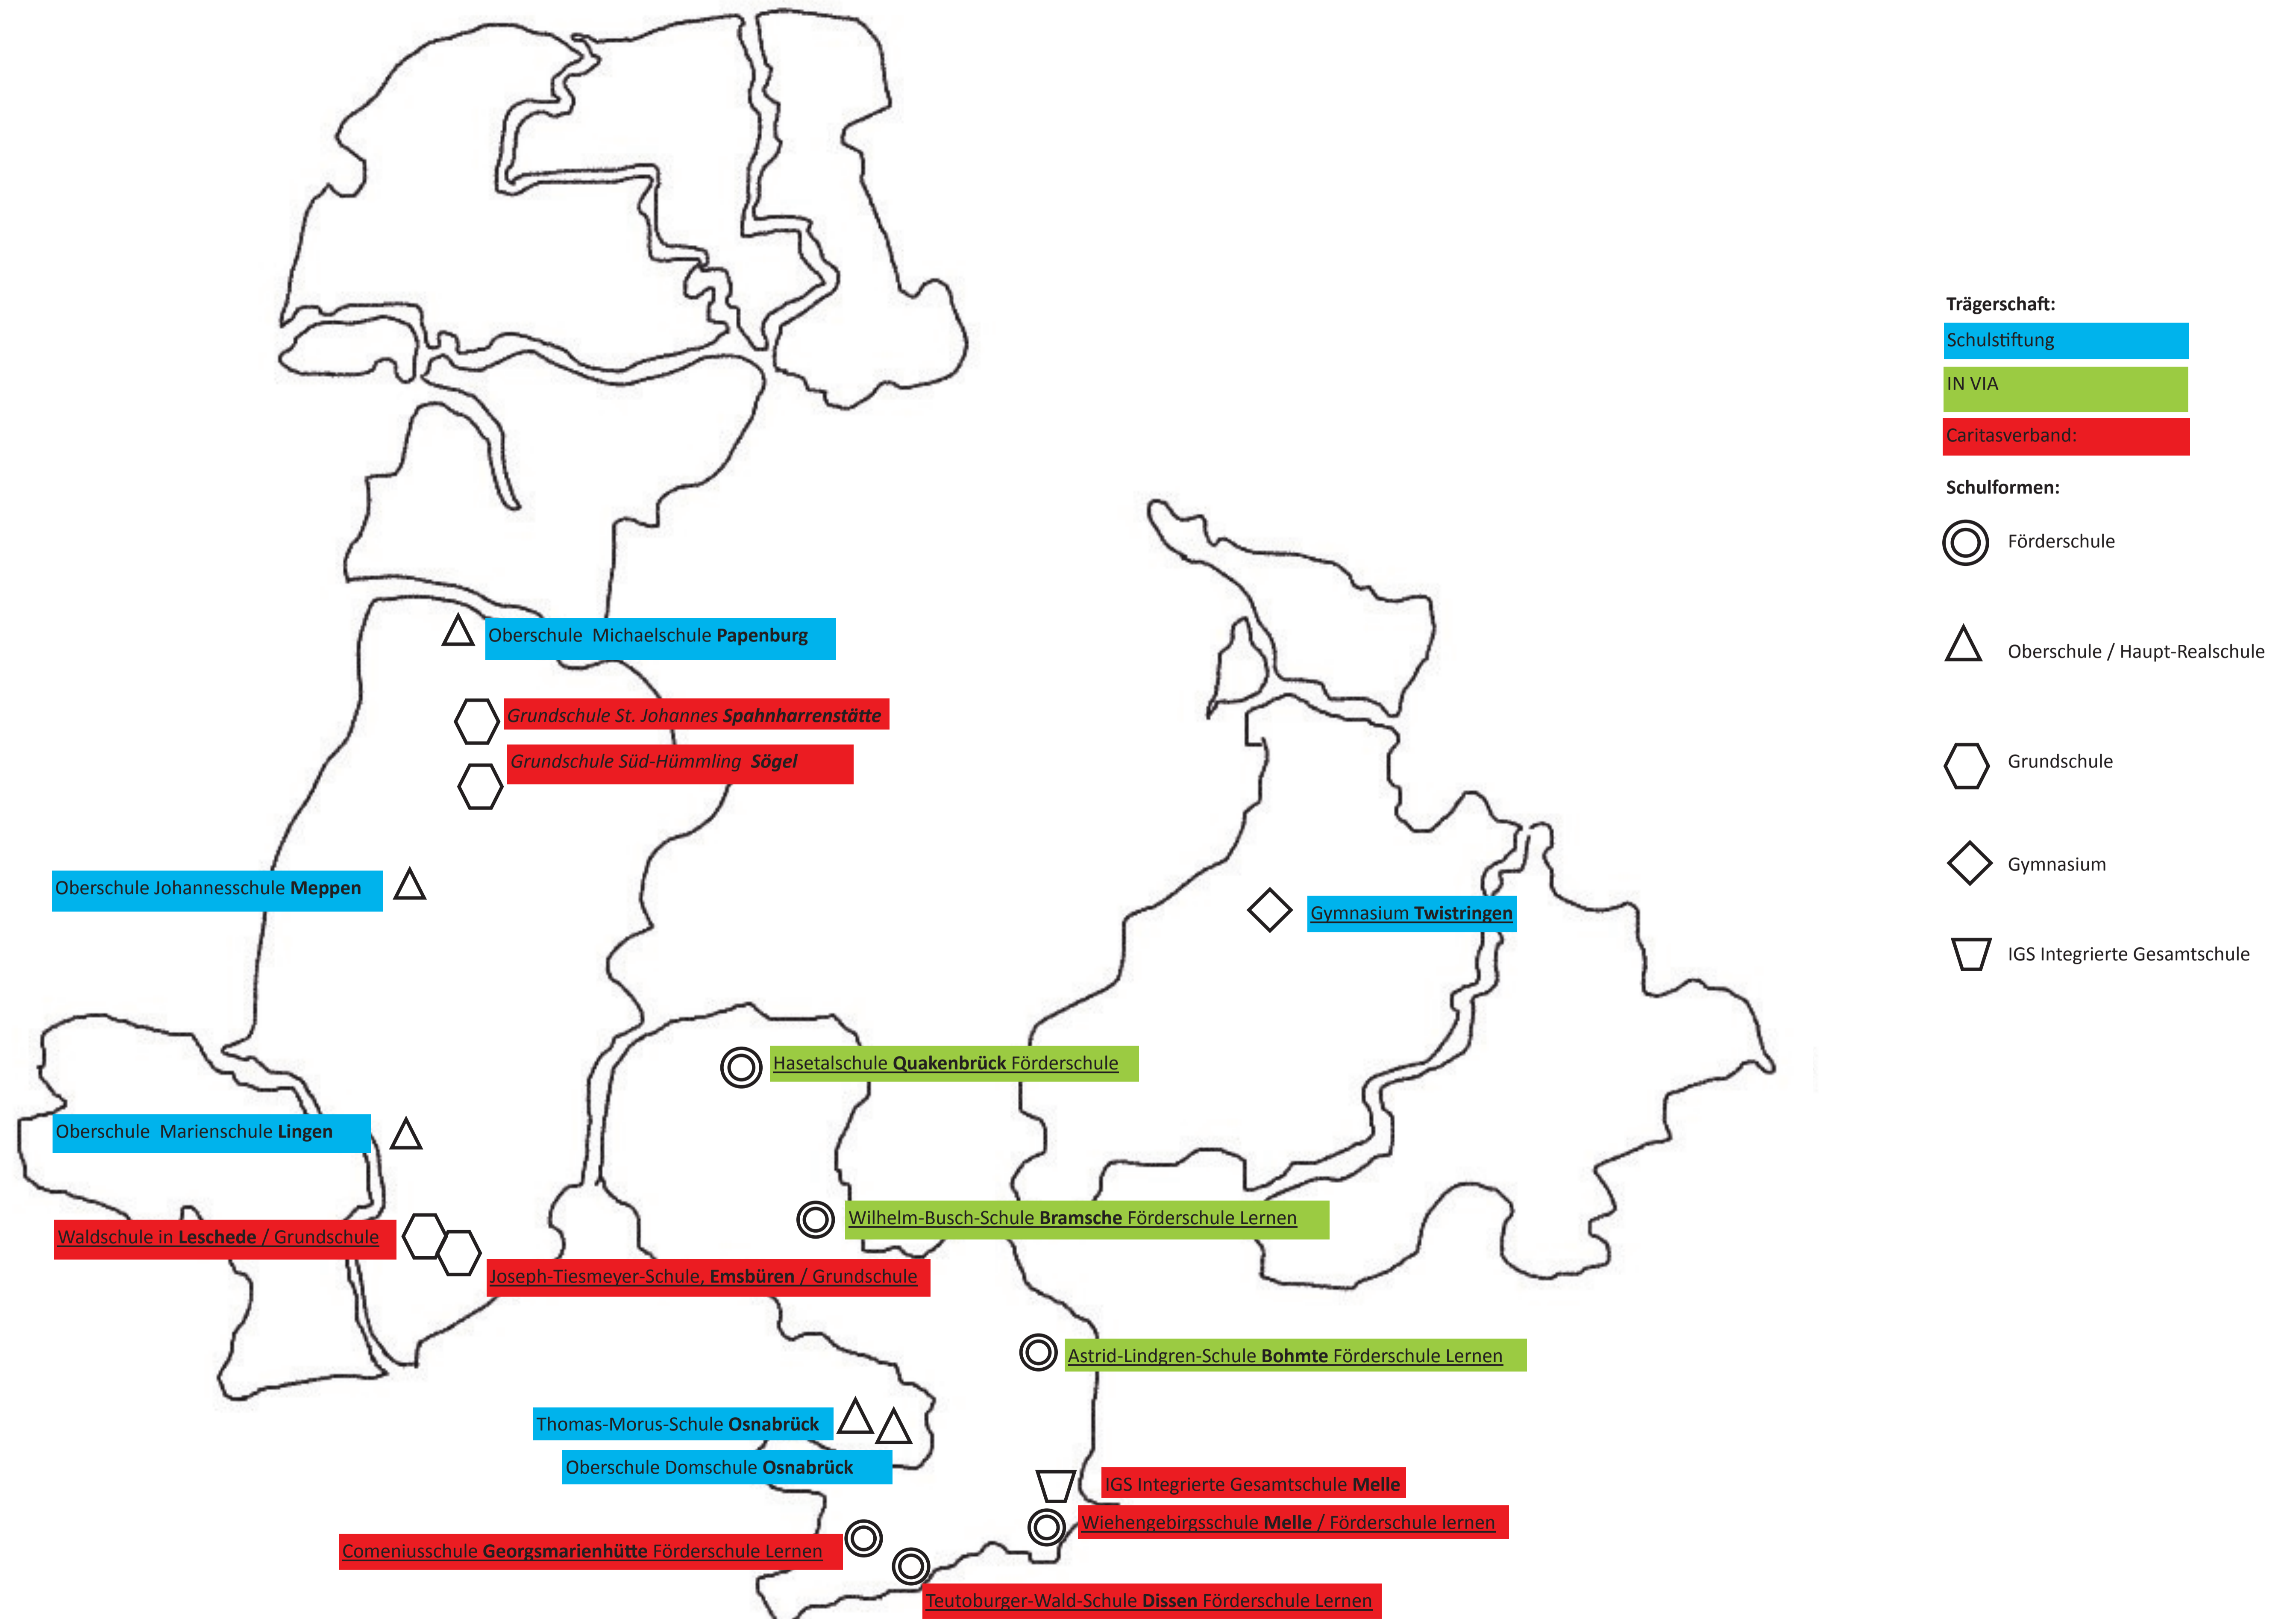 Trägerschaft:
Schulstiftung
IN VIA
Caritasverband:
Schulformen:
Förderschule
Oberschule / Haupt-Realschule
Grundschule
Gymnasium
IGS Integrierte Gesamtschule
Oberschule Michaelschule Papenburg
Grundschule St. Johannes Spahnharrenstätte
Grundschule Süd-Hümmling Sögel
Oberschule Johannesschule Meppen
Gymnasium Twistringen
Hasetalschule Quakenbrück Förderschule
Oberschule Marienschule Lingen
Wilhelm-Busch-Schule Bramsche Förderschule Lernen
Waldschule in Leschede / Grundschule
Joseph-Tiesmeyer-Schule, Emsbüren / Grundschule
Astrid-Lindgren-Schule Bohmte Förderschule Lernen
Thomas-Morus-Schule Osnabrück
Oberschule Domschule Osnabrück
IGS Integrierte Gesamtschule Melle
Wiehengebirgsschule Melle / Förderschule lernen
Comeniusschule Georgsmarienhütte Förderschule Lernen
Teutoburger-Wald-Schule Dissen Förderschule Lernen